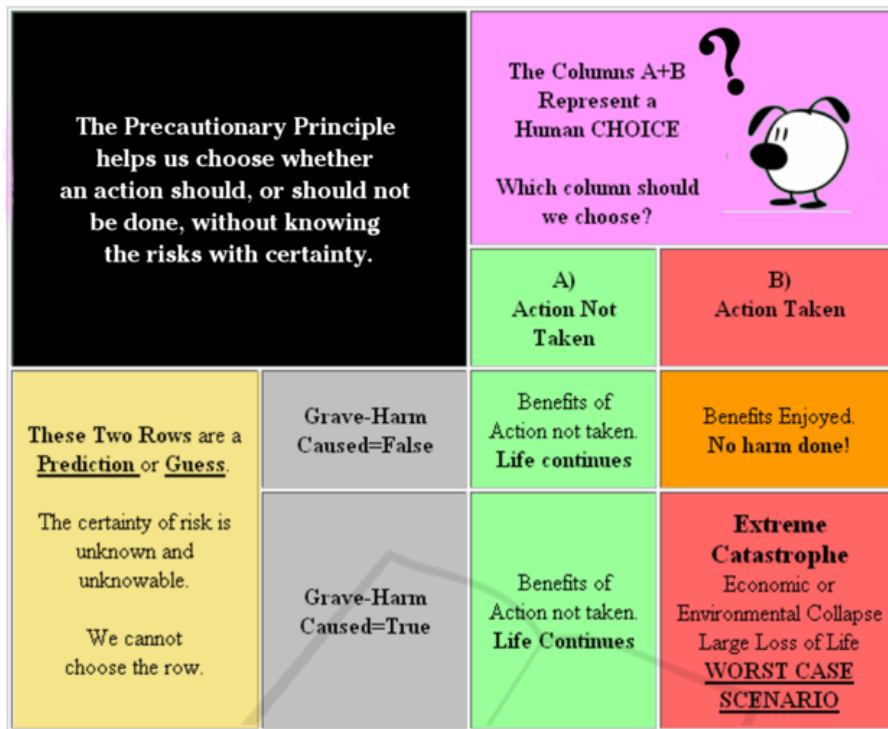 The Precautionary Principle
helps us choose whether
an action should, or should not
be done, without knowing
the risks with certainty.
The Columns A+B
Represent a
Human CHOICE
Which column should
we choose?
?
A)
Action Not
Taken
B)
Action Taken
These Two Rows are a
Prediction or Guess.
The certainty of risk is
unknown and
unknowable.
We cannot
choose the row.
Grave-Harm
Caused=False
Benefits of
Action not taken.
Life continues
Benefits Enjoyed.
No harm done!
Grave-Harm
Caused=True
Benefits of
Action not taken.
Life Continues
Extreme
Catastrophe
Economic or
Environmental Collapse
Large Loss of Life
WORST CASE
SCENARIO